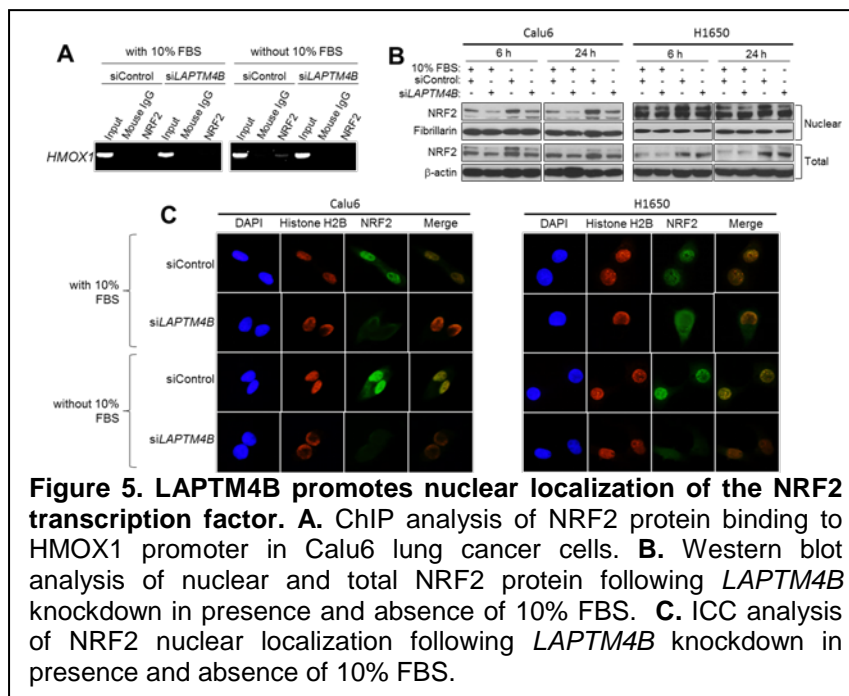 A
with 10% FBS
without 10% FBS
siControl
siLAPTM4B
siControl
siLAPTM4B
Input
Mouse IgG
NRF2
Input
Mouse IgG
NRF2
Input
Mouse IgG
NRF2
Input
Mouse IgG
NRF2
HMOX1
B
Calu6
H1650
6 h
24 h
6 h
24 h
10% FBS: + + - - + + - - + + - - + + - -
siControl: + - + - + - + - + - + - + - + -
siLAPTM4B: - + - + - + - + - + - + - + - +
NRF2
Fibrillarin
Nuclear
NRF2
β-actin
Total
C
Calu6
H1650
DAPI Histone H2B NRF2 Merge
DAPI Histone H2B NRF2 Merge
with 10% FBS
siControl
siLAPTM4B
without 10% FBS
siControl
siLAPTM4B
Figure 5. LAPTM4B promotes nuclear localization of the NRF2
transcription factor. A. ChIP analysis of NRF2 protein binding to
HMOX1 promoter in Calu6 lung cancer cells. B. Western blot
analysis of nuclear and total NRF2 protein following LAPTM4B
knockdown in presence and absence of 10% FBS. C. ICC analysis
of NRF2 nuclear localization following LAPTM4B knockdown in
presence and absence of 10% FBS.